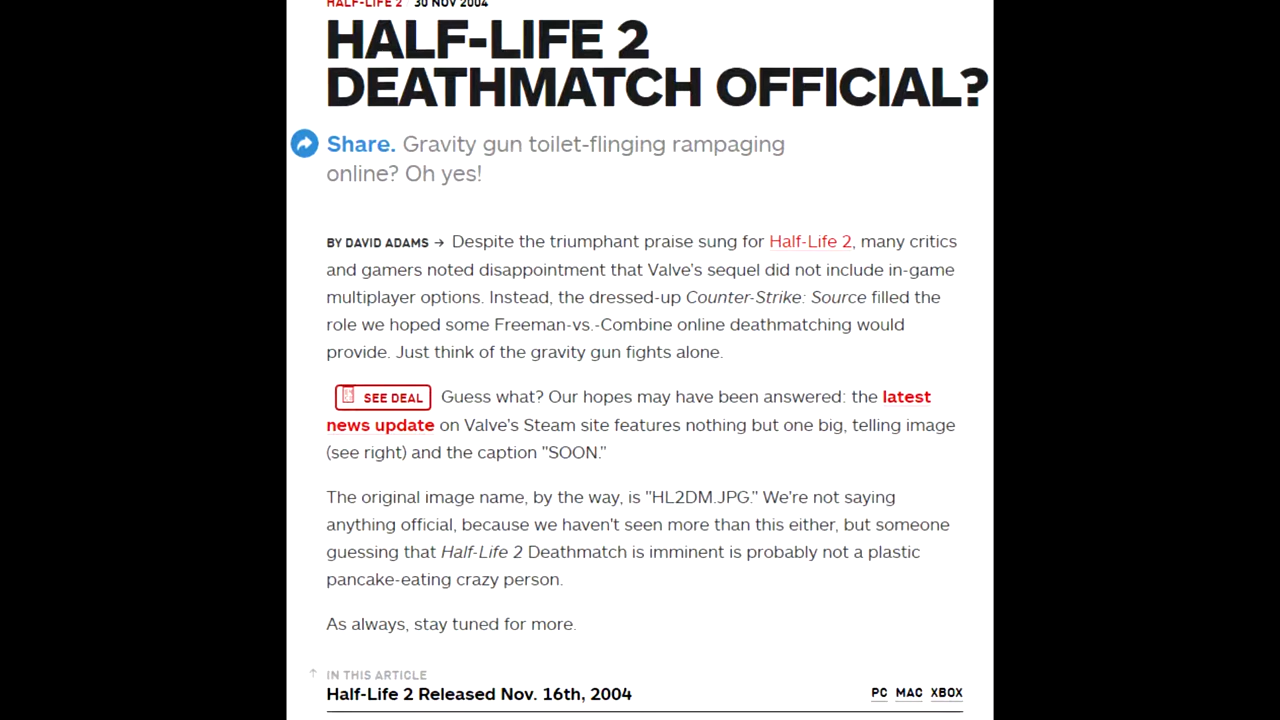 HALF-LIFE 2 30 NOV 2004
HALF-LIFE 2
DEATHMATCH OFFICIAL?
Share. Gravity gun toilet-flinging rampaging
online? Oh yes!
BY DAVID ADAMS → Despite the triumphant praise sung for Half-Life 2, many critics
and gamers noted disappointment that Valve's sequel did not include in-game
multiplayer options. Instead, the dressed-up Counter-Strike: Source filled the
role we hoped some Freeman-vs.-Combine online deathmatching would
provide. Just think of the gravity gun fights alone.
SEE DEAL Guess what? Our hopes may have been answered: the latest
news update on Valve's Steam site features nothing but one big, telling image
(see right) and the caption "SOON."
The original image name, by the way, is "HL2DM.JPG." We're not saying
anything official, because we haven't seen more than this either, but someone
guessing that Half-Life 2 Deathmatch is imminent is probably not a plastic
pancake-eating crazy person.
As always, stay tuned for more.
↑ IN THIS ARTICLE
Half-Life 2 Released Nov. 16th, 2004 PC MAC XBOX